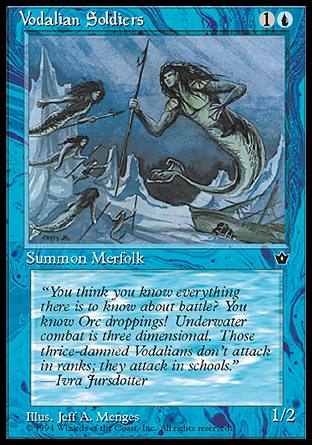 Vodalian Soldiers 1
Summon Merfolk
“You think you know everything
there is to know about battle? You
know Orc droppings! Underwater
combat is three dimensional. Those
thrice-damned Vodalians don’t attack
in ranks; they attack in schools.”
—Ivra Jursdotter
1/2
Illus. Jeff A. Menges
©1994 Wizards of the Coast, Inc. All rights reserved.